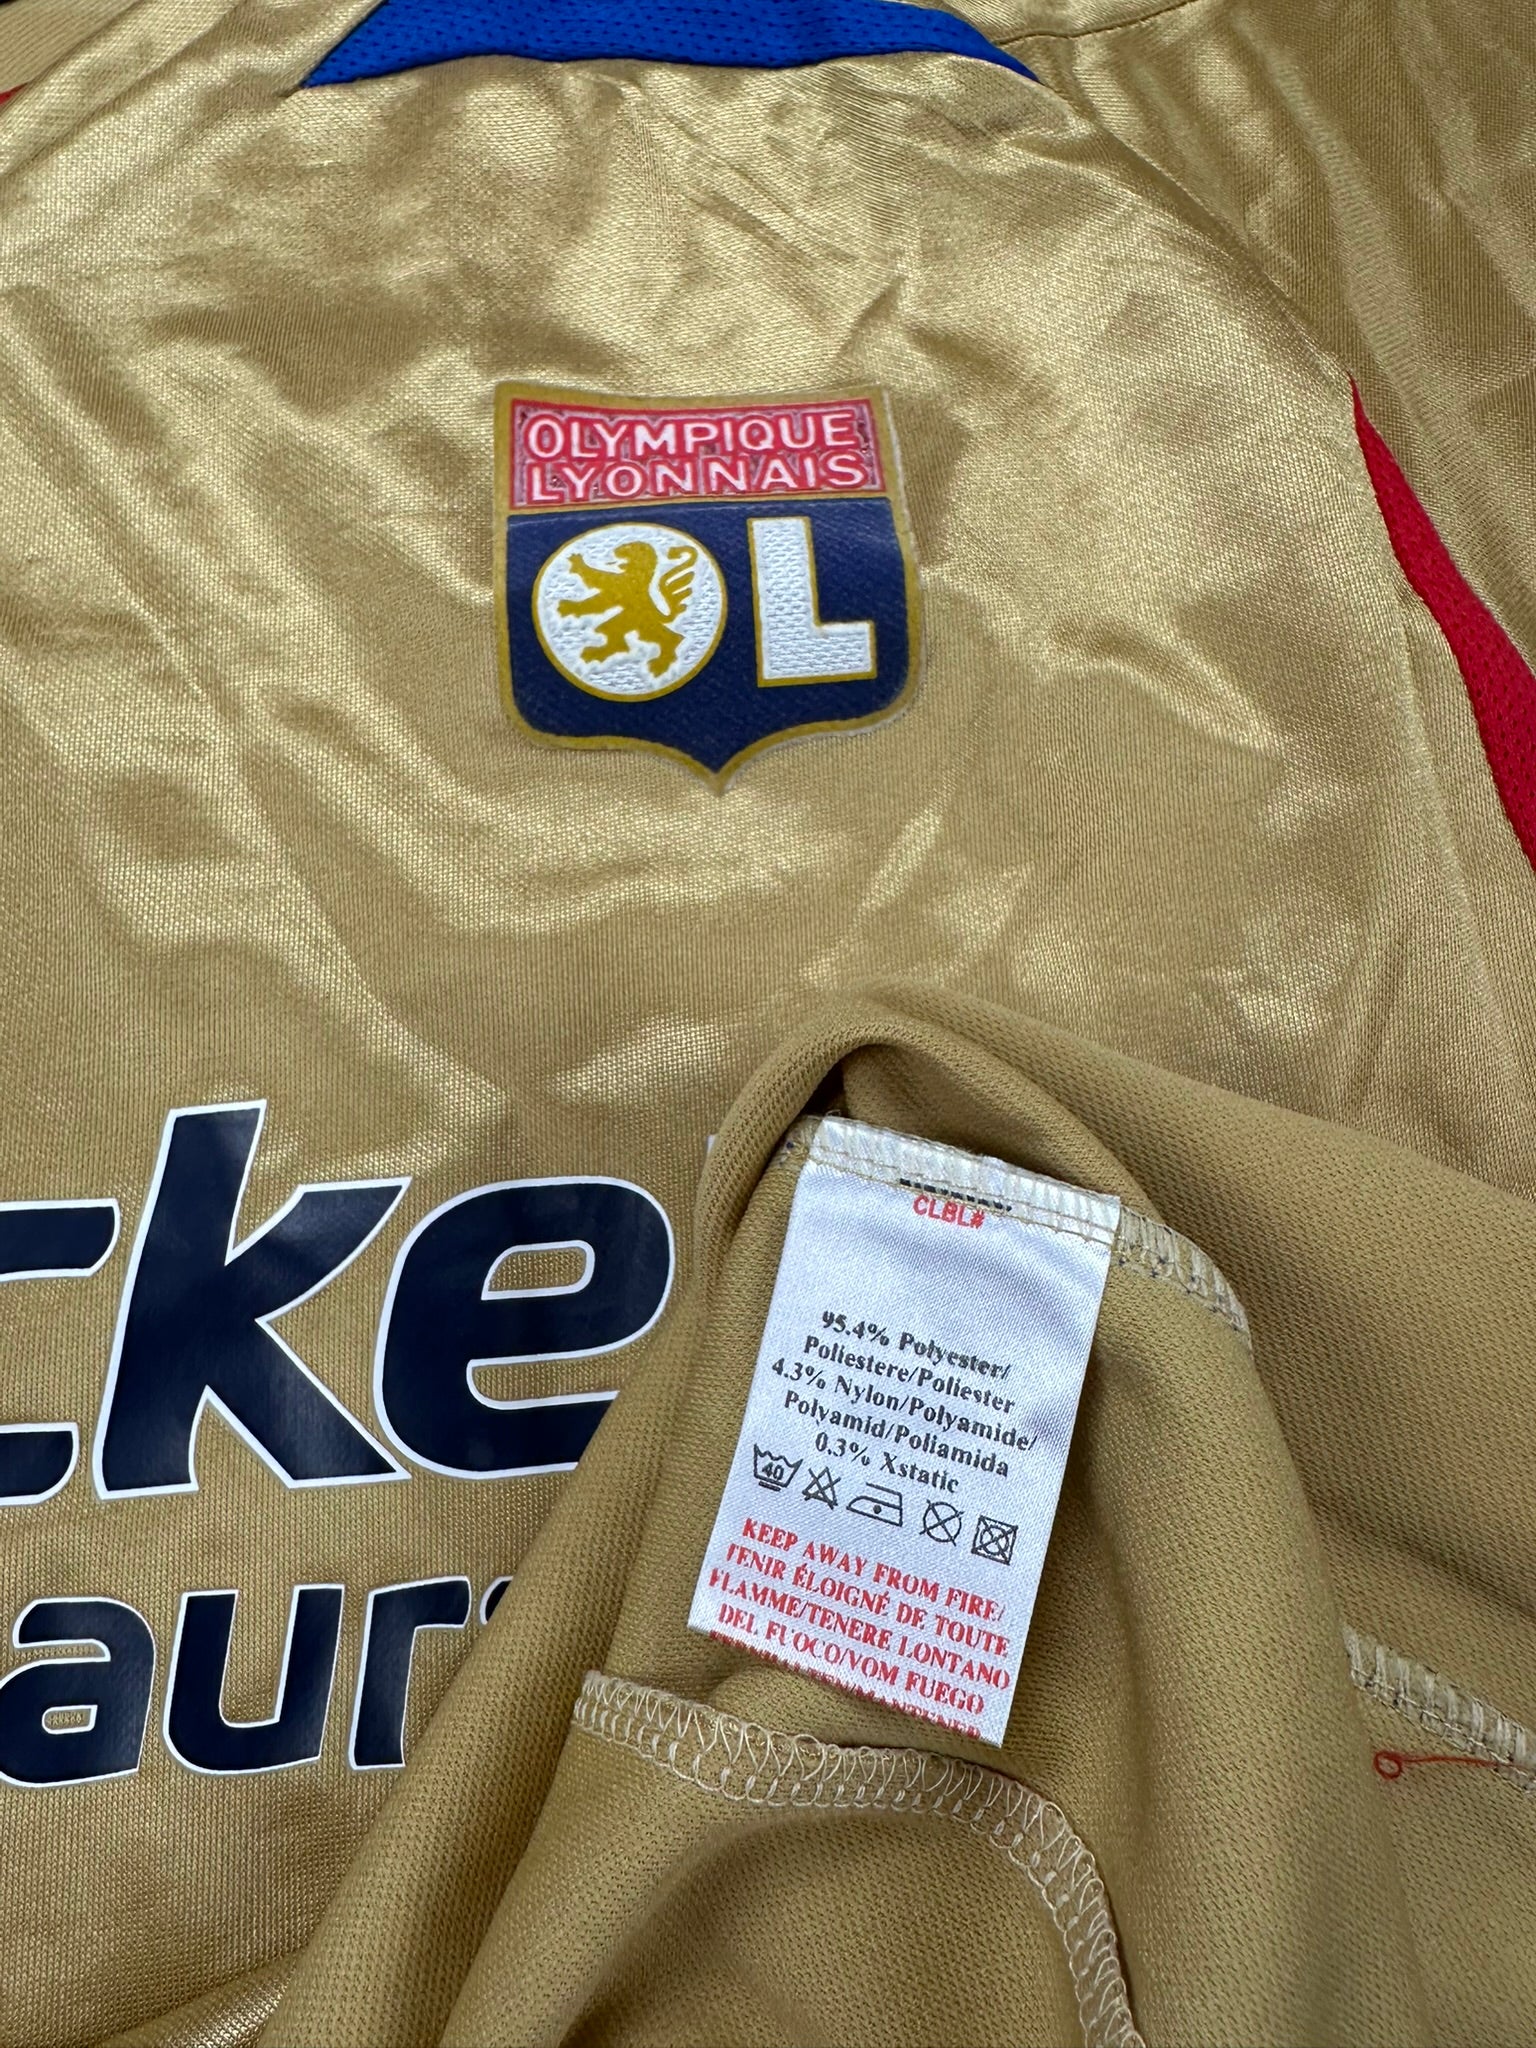 OLYMPIQUE
LYONNAIS
OL
cke
aur
CLBL#
95.4% Polyester/
Poliestere/Poliester
4.3% Nylon/Polyamide/
Polyamid/Poliamida
0.3% Xstatic
40
KEEP AWAY FROM FIRE/
TENIR ÉLOIGNÉ DE TOUTE
FLAMME/TENERE LONTANO
DEL FUOCO/VOM FUEGO